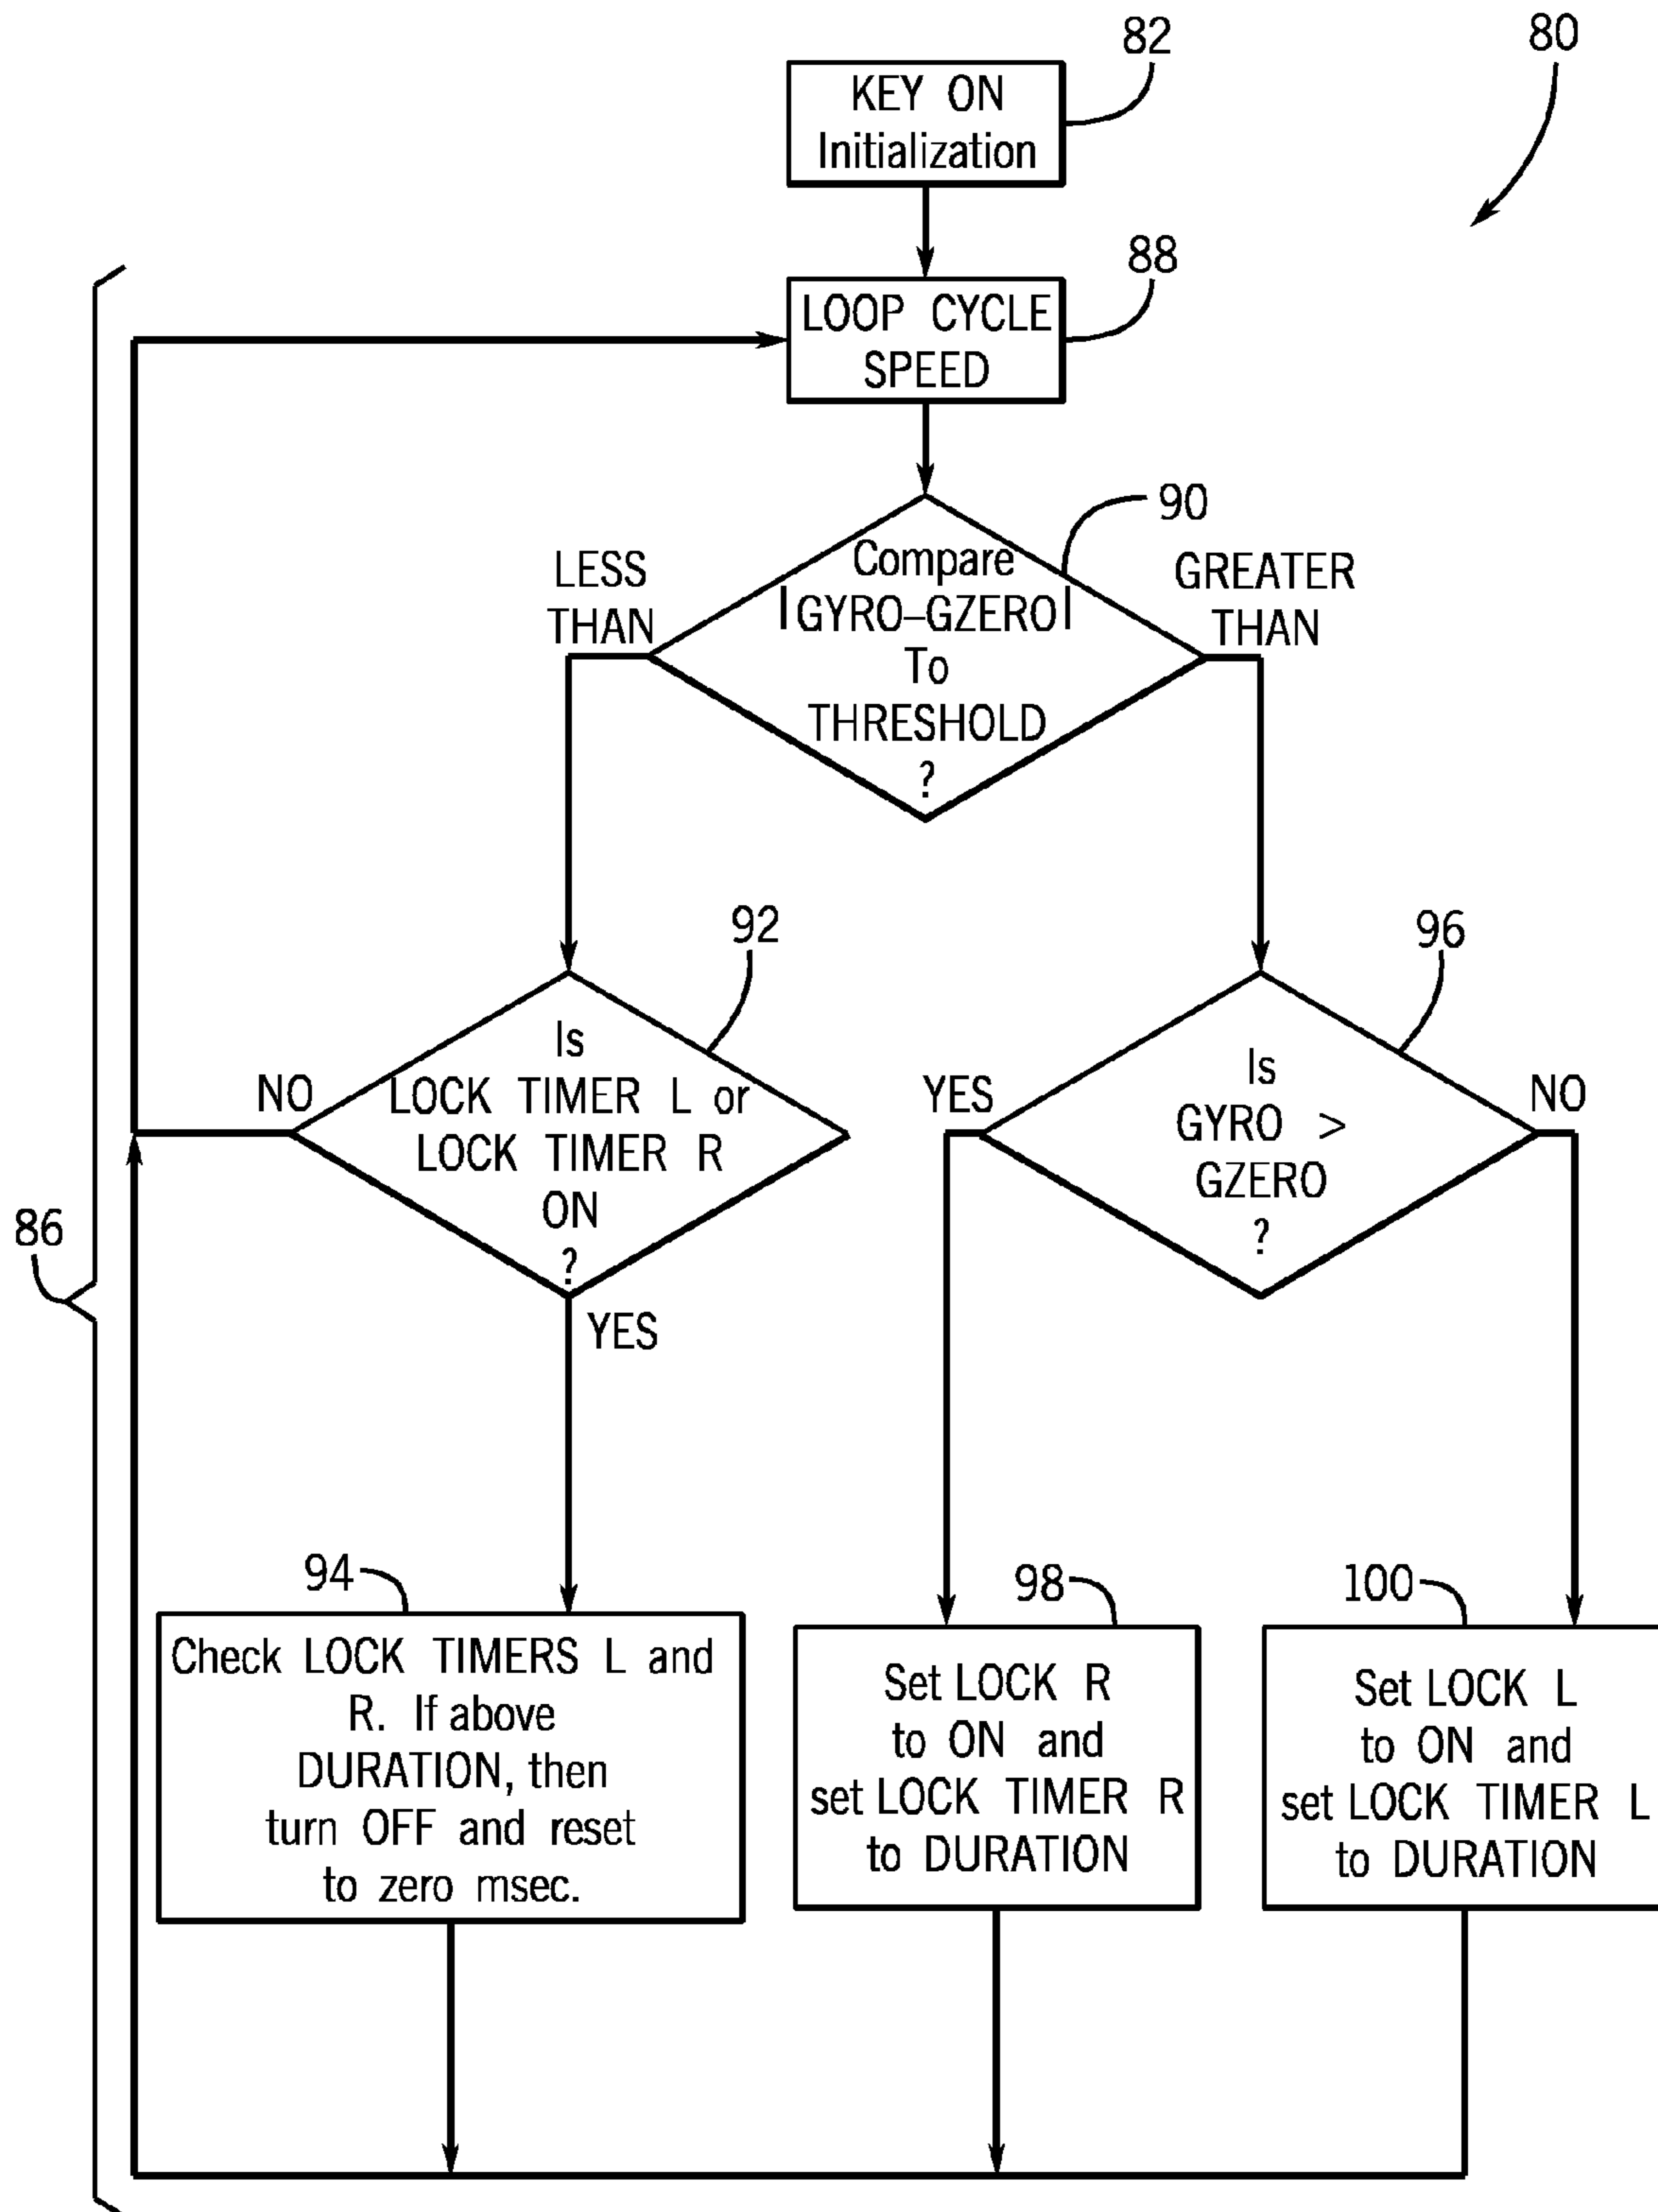 82
80
KEY ON
Initialization
88
LOOP CYCLE
SPEED
90
LESS
THAN
Compare
|GYRO–GZERO|
To
THRESHOLD
?
GREATER
THAN
92
96
NO
Is
LOCK TIMER L or
LOCK TIMER R
ON
?
YES
YES
Is
GYRO >
GZERO
?
NO
86
94
98
100
Check LOCK TIMERS L and
R. If above
DURATION, then
turn OFF and reset
to zero msec.
Set LOCK R
to ON and
set LOCK TIMER R
to DURATION
Set LOCK L
to ON and
set LOCK TIMER L
to DURATION